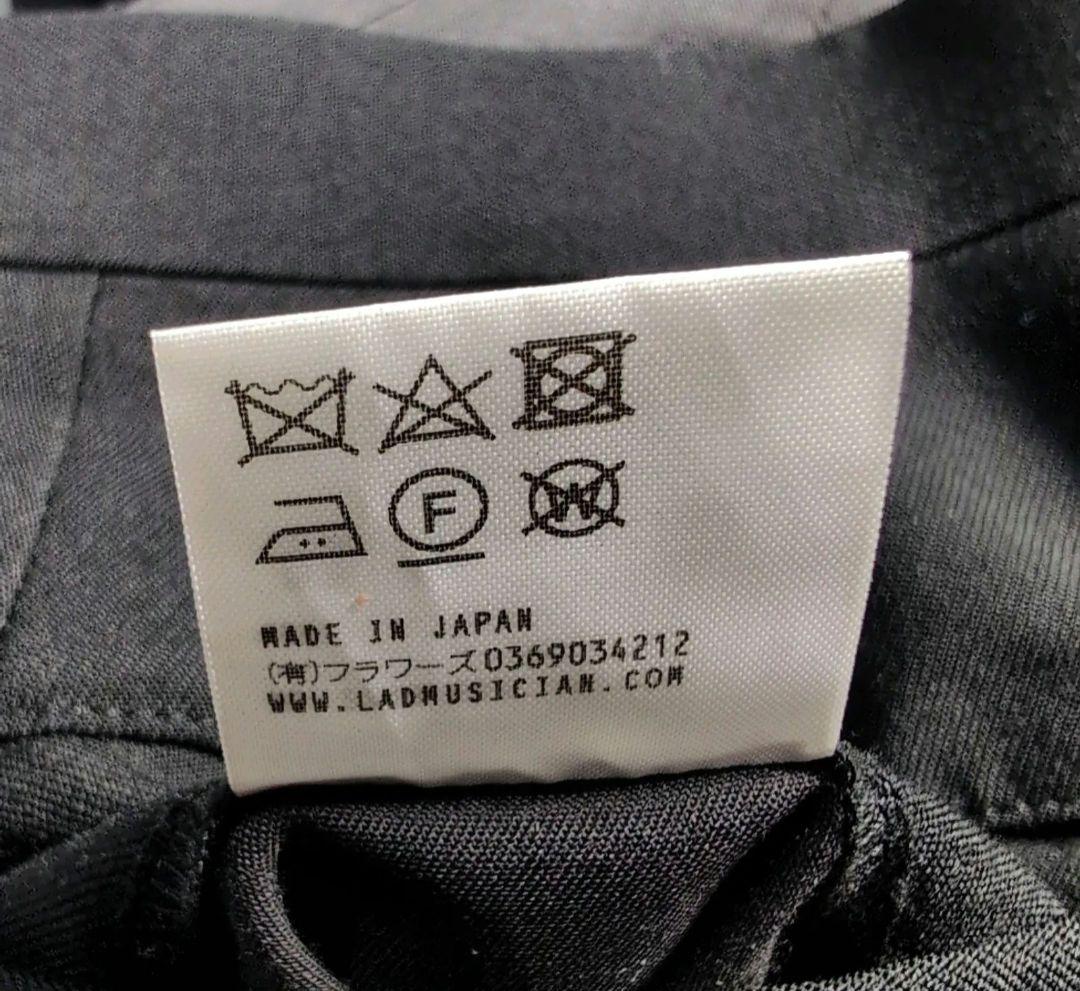 F
W
MADE IN JAPAN
(有)フラワーズ0369034212
WWW.LADMUSICIAN.COM